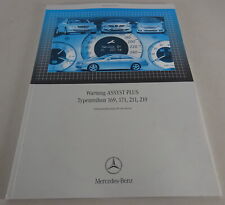 Wartung ASSYST PLUS
Typenreihen 169, 171, 211, 219
Mercedes-Benz